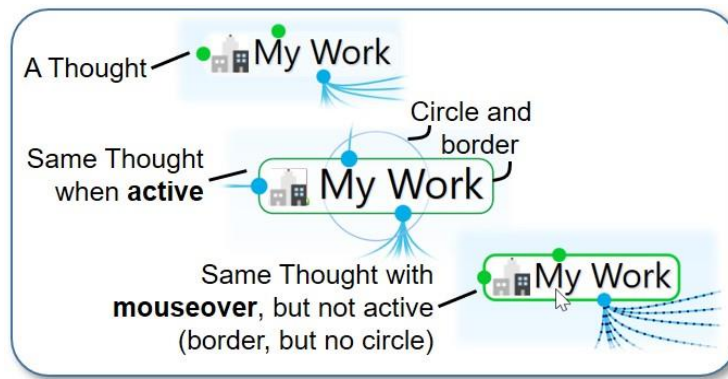 A Thought
My Work
Circle and
border
Same Thought
when active
My Work
Same Thought with
mouseover, but not active
(border, but no circle)
My Work